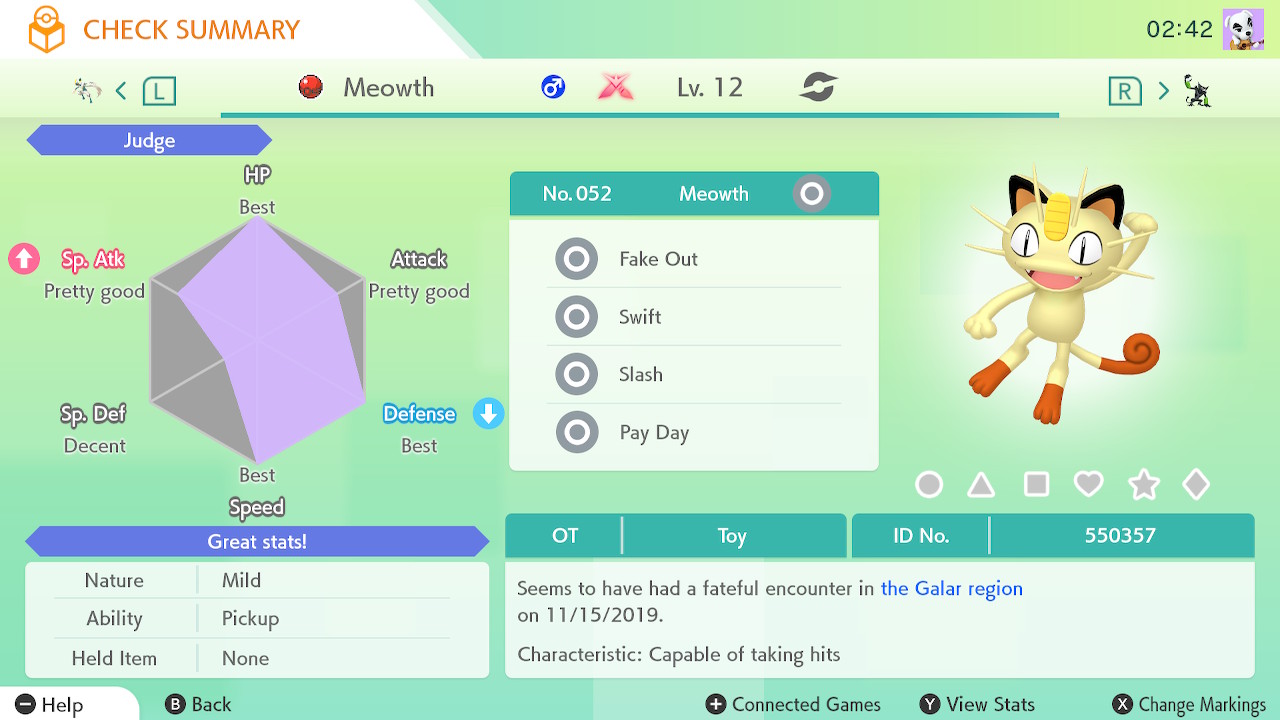 CHECK SUMMARY
02:42
L
Meowth
Lv. 12
R
Judge
HP
Best
Sp. Atk
Pretty good
Attack
Pretty good
Sp. Def
Decent
Defense
Best
Best
Speed
Great stats!
Nature Mild
Ability Pickup
Held Item None
No. 052 Meowth
Fake Out
Swift
Slash
Pay Day
OT Toy
ID No. 550357
Seems to have had a fateful encounter in the Galar region
on 11/15/2019.
Characteristic: Capable of taking hits
Help
B Back
Connected Games
Y View Stats
X Change Markings